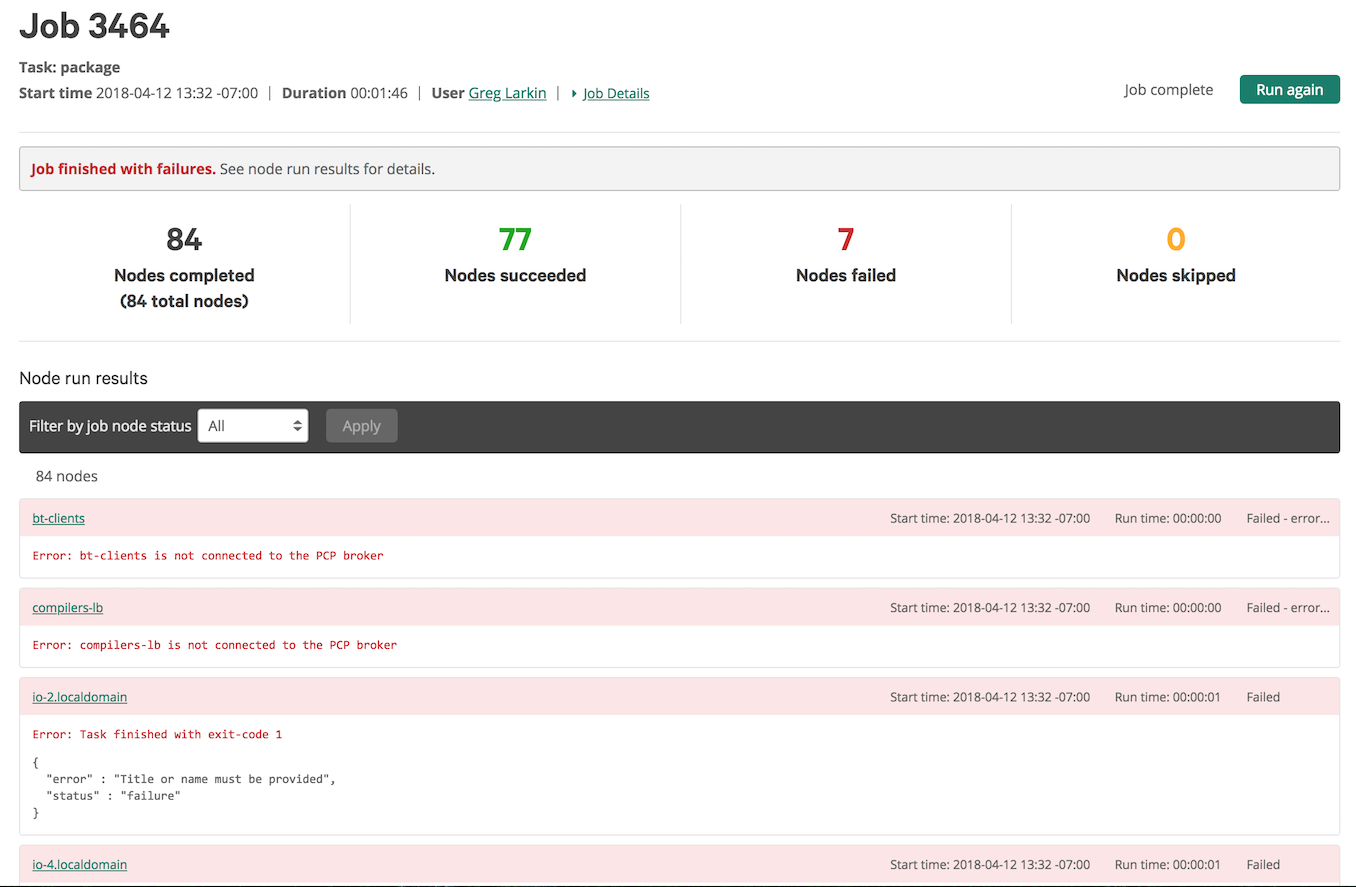 Job 3464
Task: package
Start time 2018-04-12 13:32 -07:00 | Duration 00:01:46 | User Greg Larkin | Job Details
Job complete
Run again
Job finished with failures. See node run results for details.
84
Nodes completed
(84 total nodes)
77
Nodes succeeded
7
Nodes failed
0
Nodes skipped
Node run results
Filter by job node status All Apply
84 nodes
bt-clients Start time: 2018-04-12 13:32 -07:00 Run time: 00:00:00 Failed - error...
Error: bt-clients is not connected to the PCP broker
compilers-lb Start time: 2018-04-12 13:32 -07:00 Run time: 00:00:00 Failed - error...
Error: compilers-lb is not connected to the PCP broker
io-2.localdomain Start time: 2018-04-12 13:32 -07:00 Run time: 00:00:01 Failed
Error: Task finished with exit-code 1
{
"error" : "Title or name must be provided",
"status" : "failure"
}
io-4.localdomain Start time: 2018-04-12 13:32 -07:00 Run time: 00:00:01 Failed